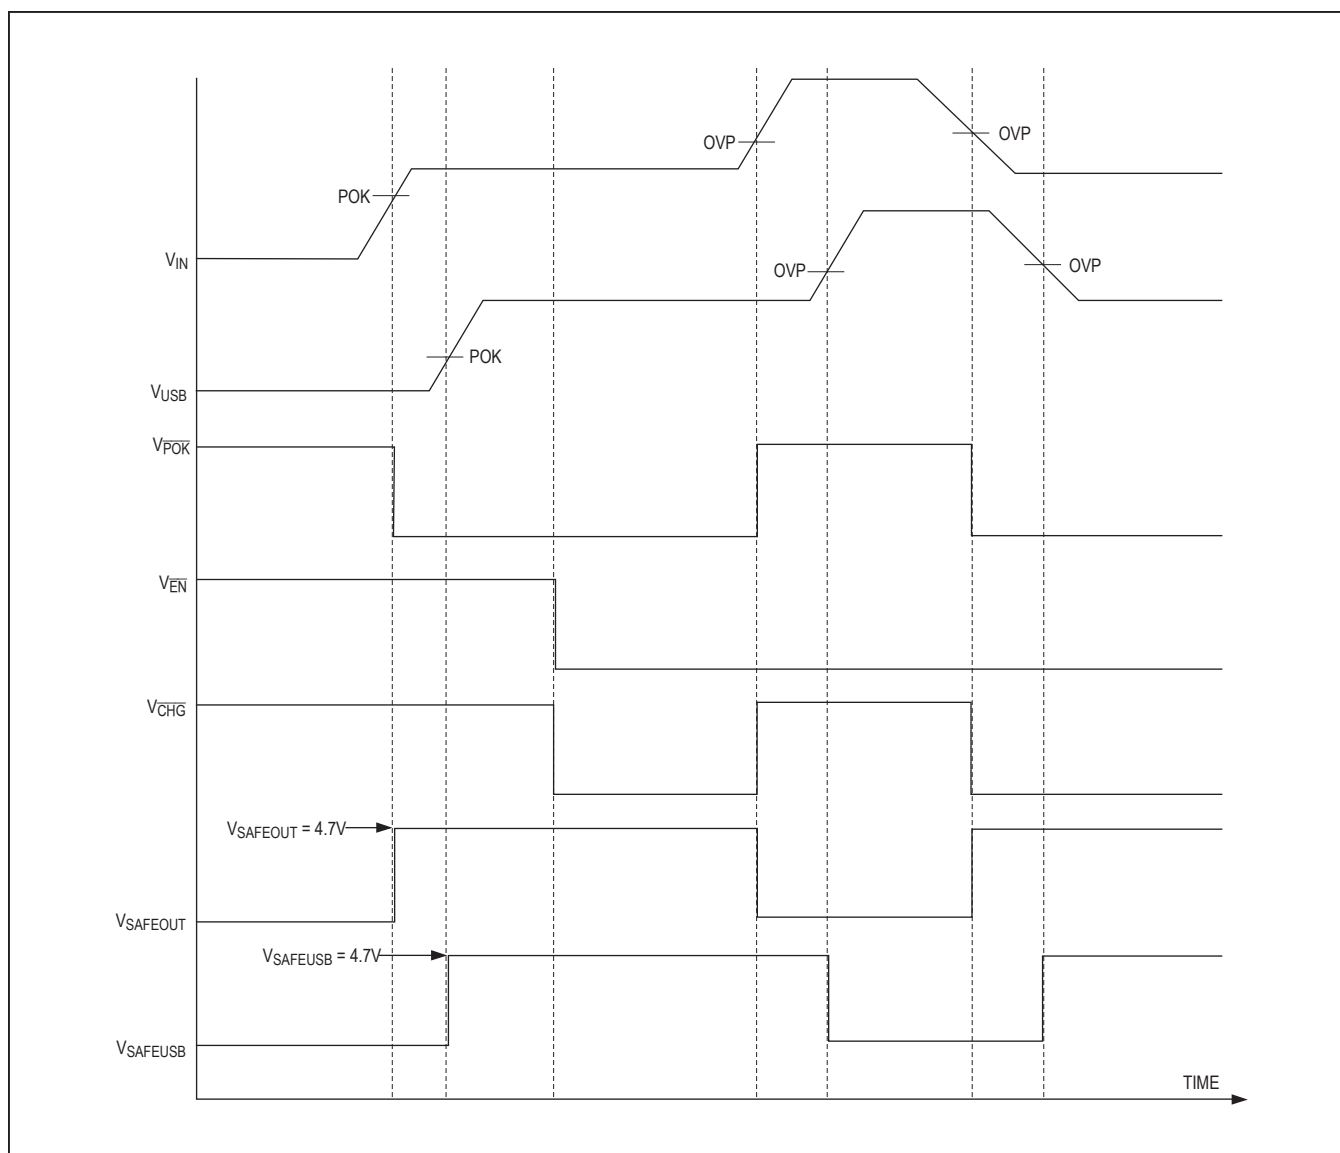 OVP
OVP
POK
VIN
OVP
OVP
POK
VUSB
VPOK
VEN
VCHG
VSAFEOUT = 4.7V
VSAFEOUT
VSAFEUSB = 4.7V
VSAFEUSB
TIME